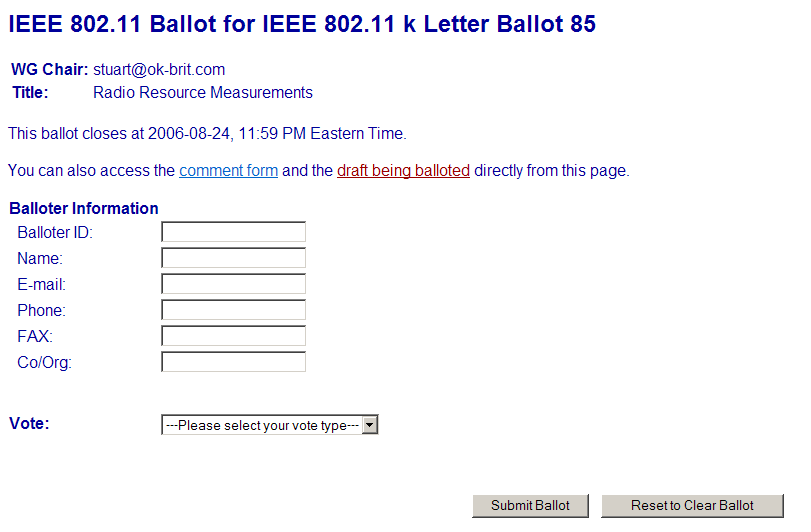 IEEE 802.11 Ballot for IEEE 802.11 k Letter Ballot 85
WG Chair: stuart@ok-brit.com
Title: Radio Resource Measurements
This ballot closes at 2006-08-24, 11:59 PM Eastern Time.
You can also access the comment form and the draft being balloted directly from this page.
Balloter Information
Balloter ID:
Name:
E-mail:
Phone:
FAX:
Co/Org:
Vote: ---Please select your vote type---
Submit Ballot Reset to Clear Ballot